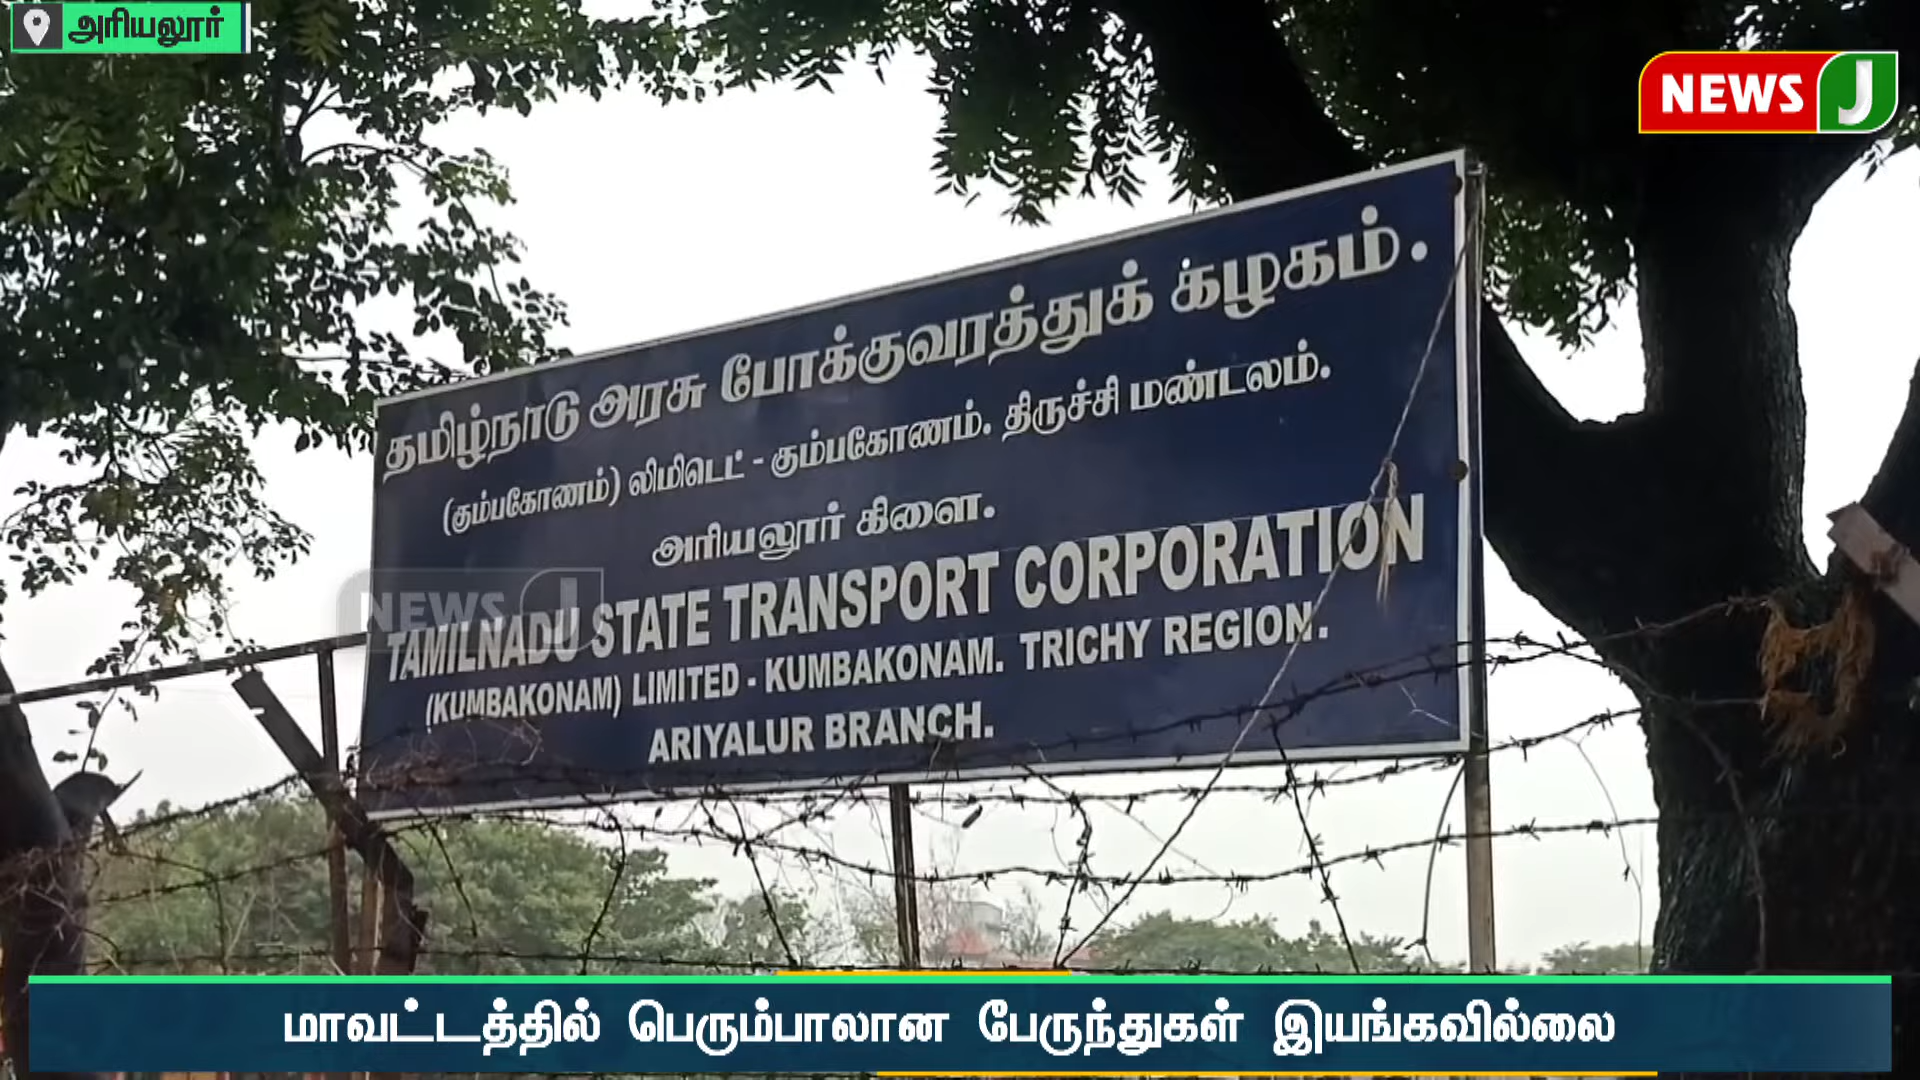 அரியலூர்
NEWS J
தமிழ்நாடு அரசு போக்குவரத்துக் கழகம்.
(கும்பகோணம்) லிமிடெட் - கும்பகோணம். திருச்சி மண்டலம்.
அரியலூர் கிளை.
NEWS J
TAMILNADU STATE TRANSPORT CORPORATION
(KUMBAKONAM) LIMITED - KUMBAKONAM. TRICHY REGION.
ARIYALUR BRANCH.
மாவட்டத்தில் பெரும்பாலான பேருந்துகள் இயங்கவில்லை